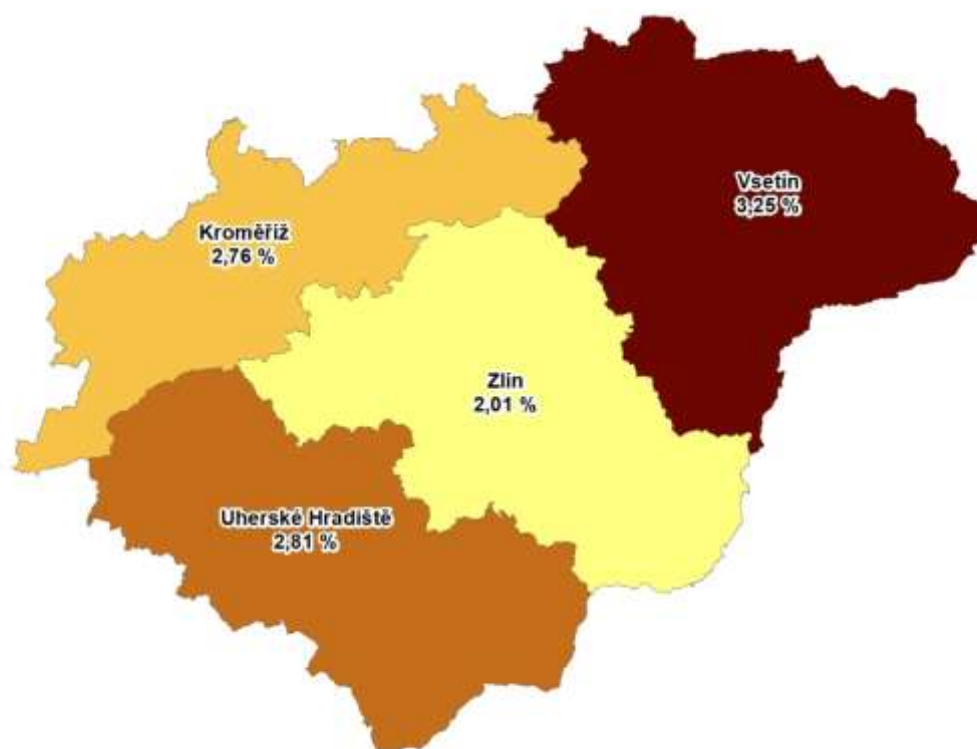 Vsetín
3,25 %
Kroměříž
2,76 %
Zlín
2,01 %
Uherské Hradiště
2,81 %